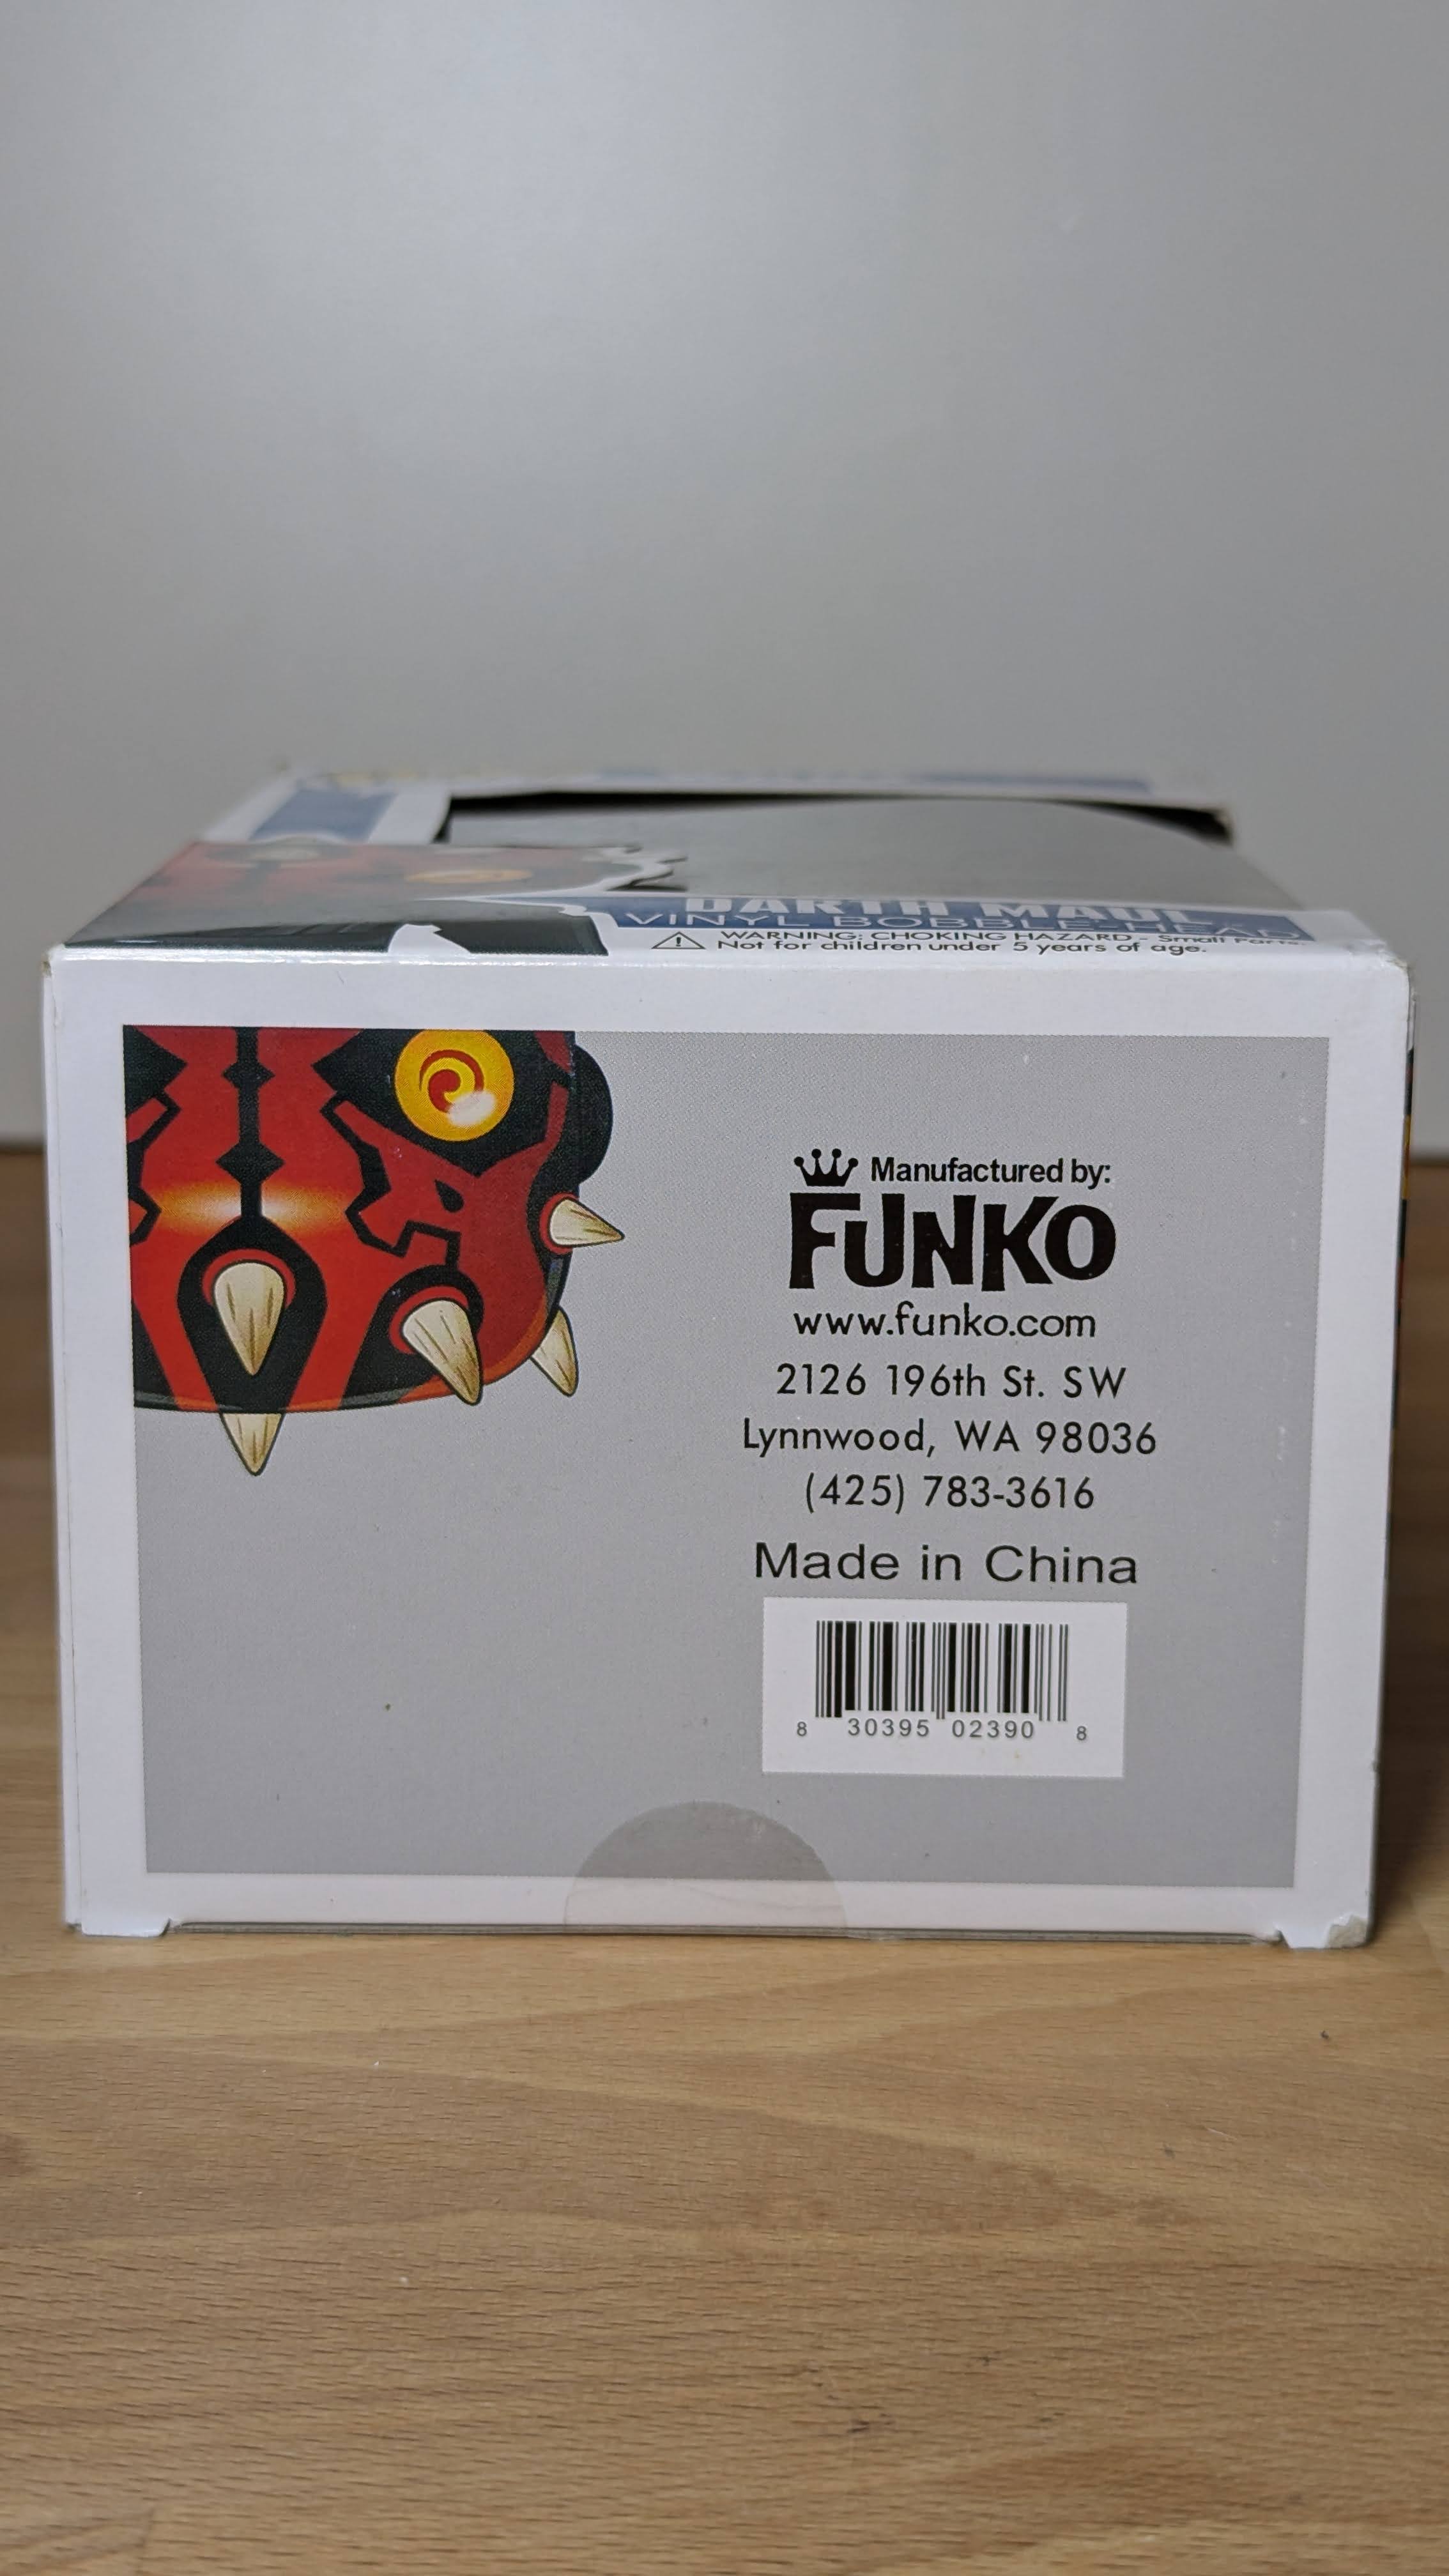 DARTH MAUL
VINYL BOBBLE-HEAD
WARNING: CHOKING HAZARD - Small Parts.
Not for children under 5 years of age.
Manufactured by:
FUNKO
www.funko.com
2126 196th St. SW
Lynnwood, WA 98036
(425) 783-3616
Made in China
8 30395 02390 8